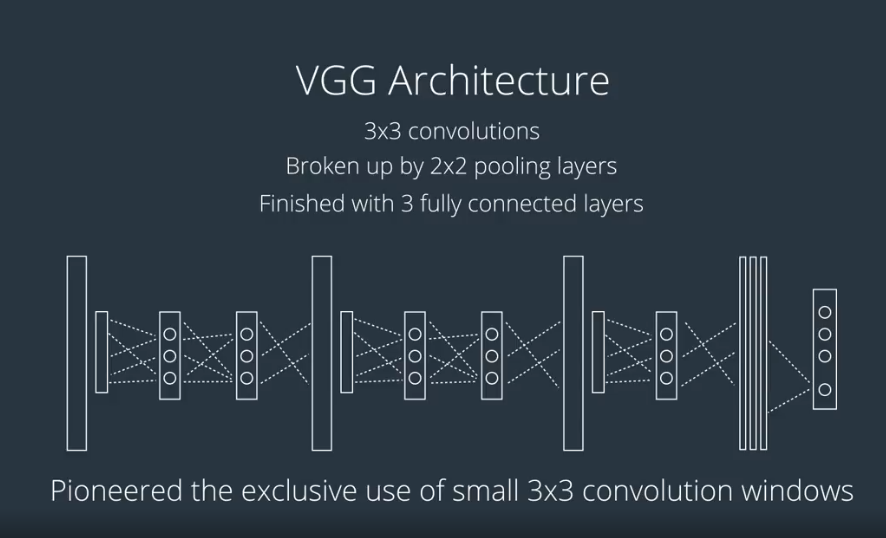 VGG Architecture
3x3 convolutions
Broken up by 2x2 pooling layers
Finished with 3 fully connected layers
Pioneered the exclusive use of small 3x3 convolution windows